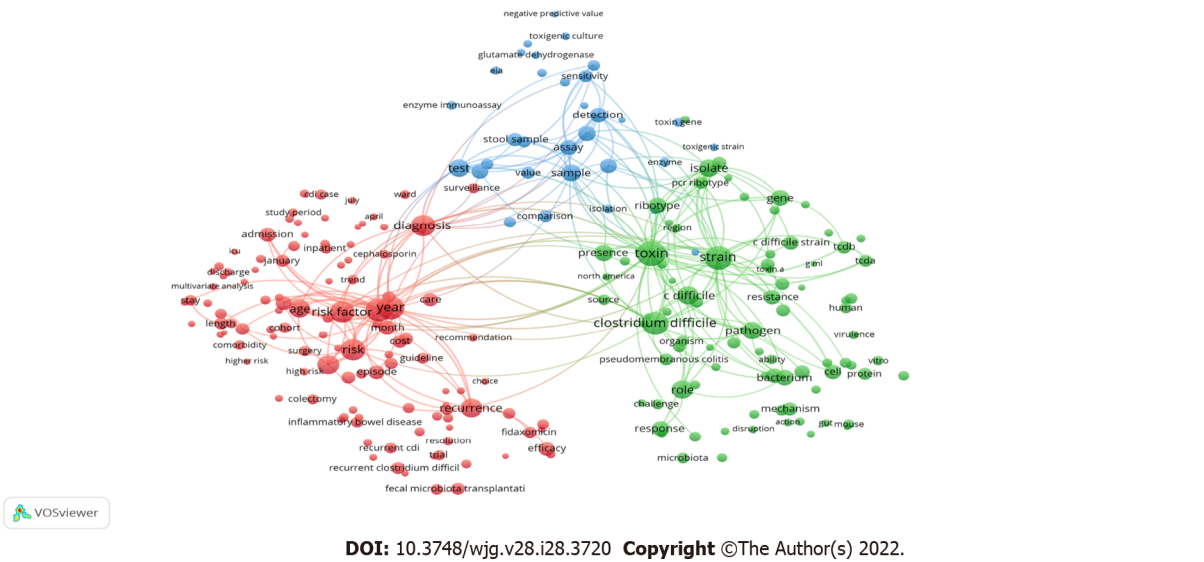 negative predictive value
toxigenic culture
glutamate dehydrogenase
eia
sensitivity
enzyme immunoassay
detection
toxin gene
stool sample
assay
toxigenic strain
test
value
sample
enzyme
isolate
pcr ribotype
surveillance
cdi case
july
ward
gene
study period
april
comparison
isolation
ribotype
admission
diagnosis
region
c difficile strain
tcdb
icu
inpatient
cephalosporin
presence
toxin
strain
january
tcda
discharge
trend
north america
toxin a
g ml
multivariate analysis
stay
age
risk factor
year
care
source
c difficile
resistance
human
length
cohort
month
clostridium difficile
pathogen
virulence
comorbidity
surgery
risk
cost
recommendation
organism
higher risk
high risk
episode
guideline
pseudomembranous colitis
ability
vitro
choice
bacterium
cell
protein
colectomy
recurrence
role
challenge
mechanism
inflammatory bowel disease
fidaxomicin
response
disruption
action
gut
mouse
recurrent cdi
resolution
trial
efficacy
microbiota
recurrent clostridium difficil
fecal microbiota transplantati
VOSviewer
DOI: 10.3748/wjg.v28.i28.3720 Copyright ©The Author(s) 2022.